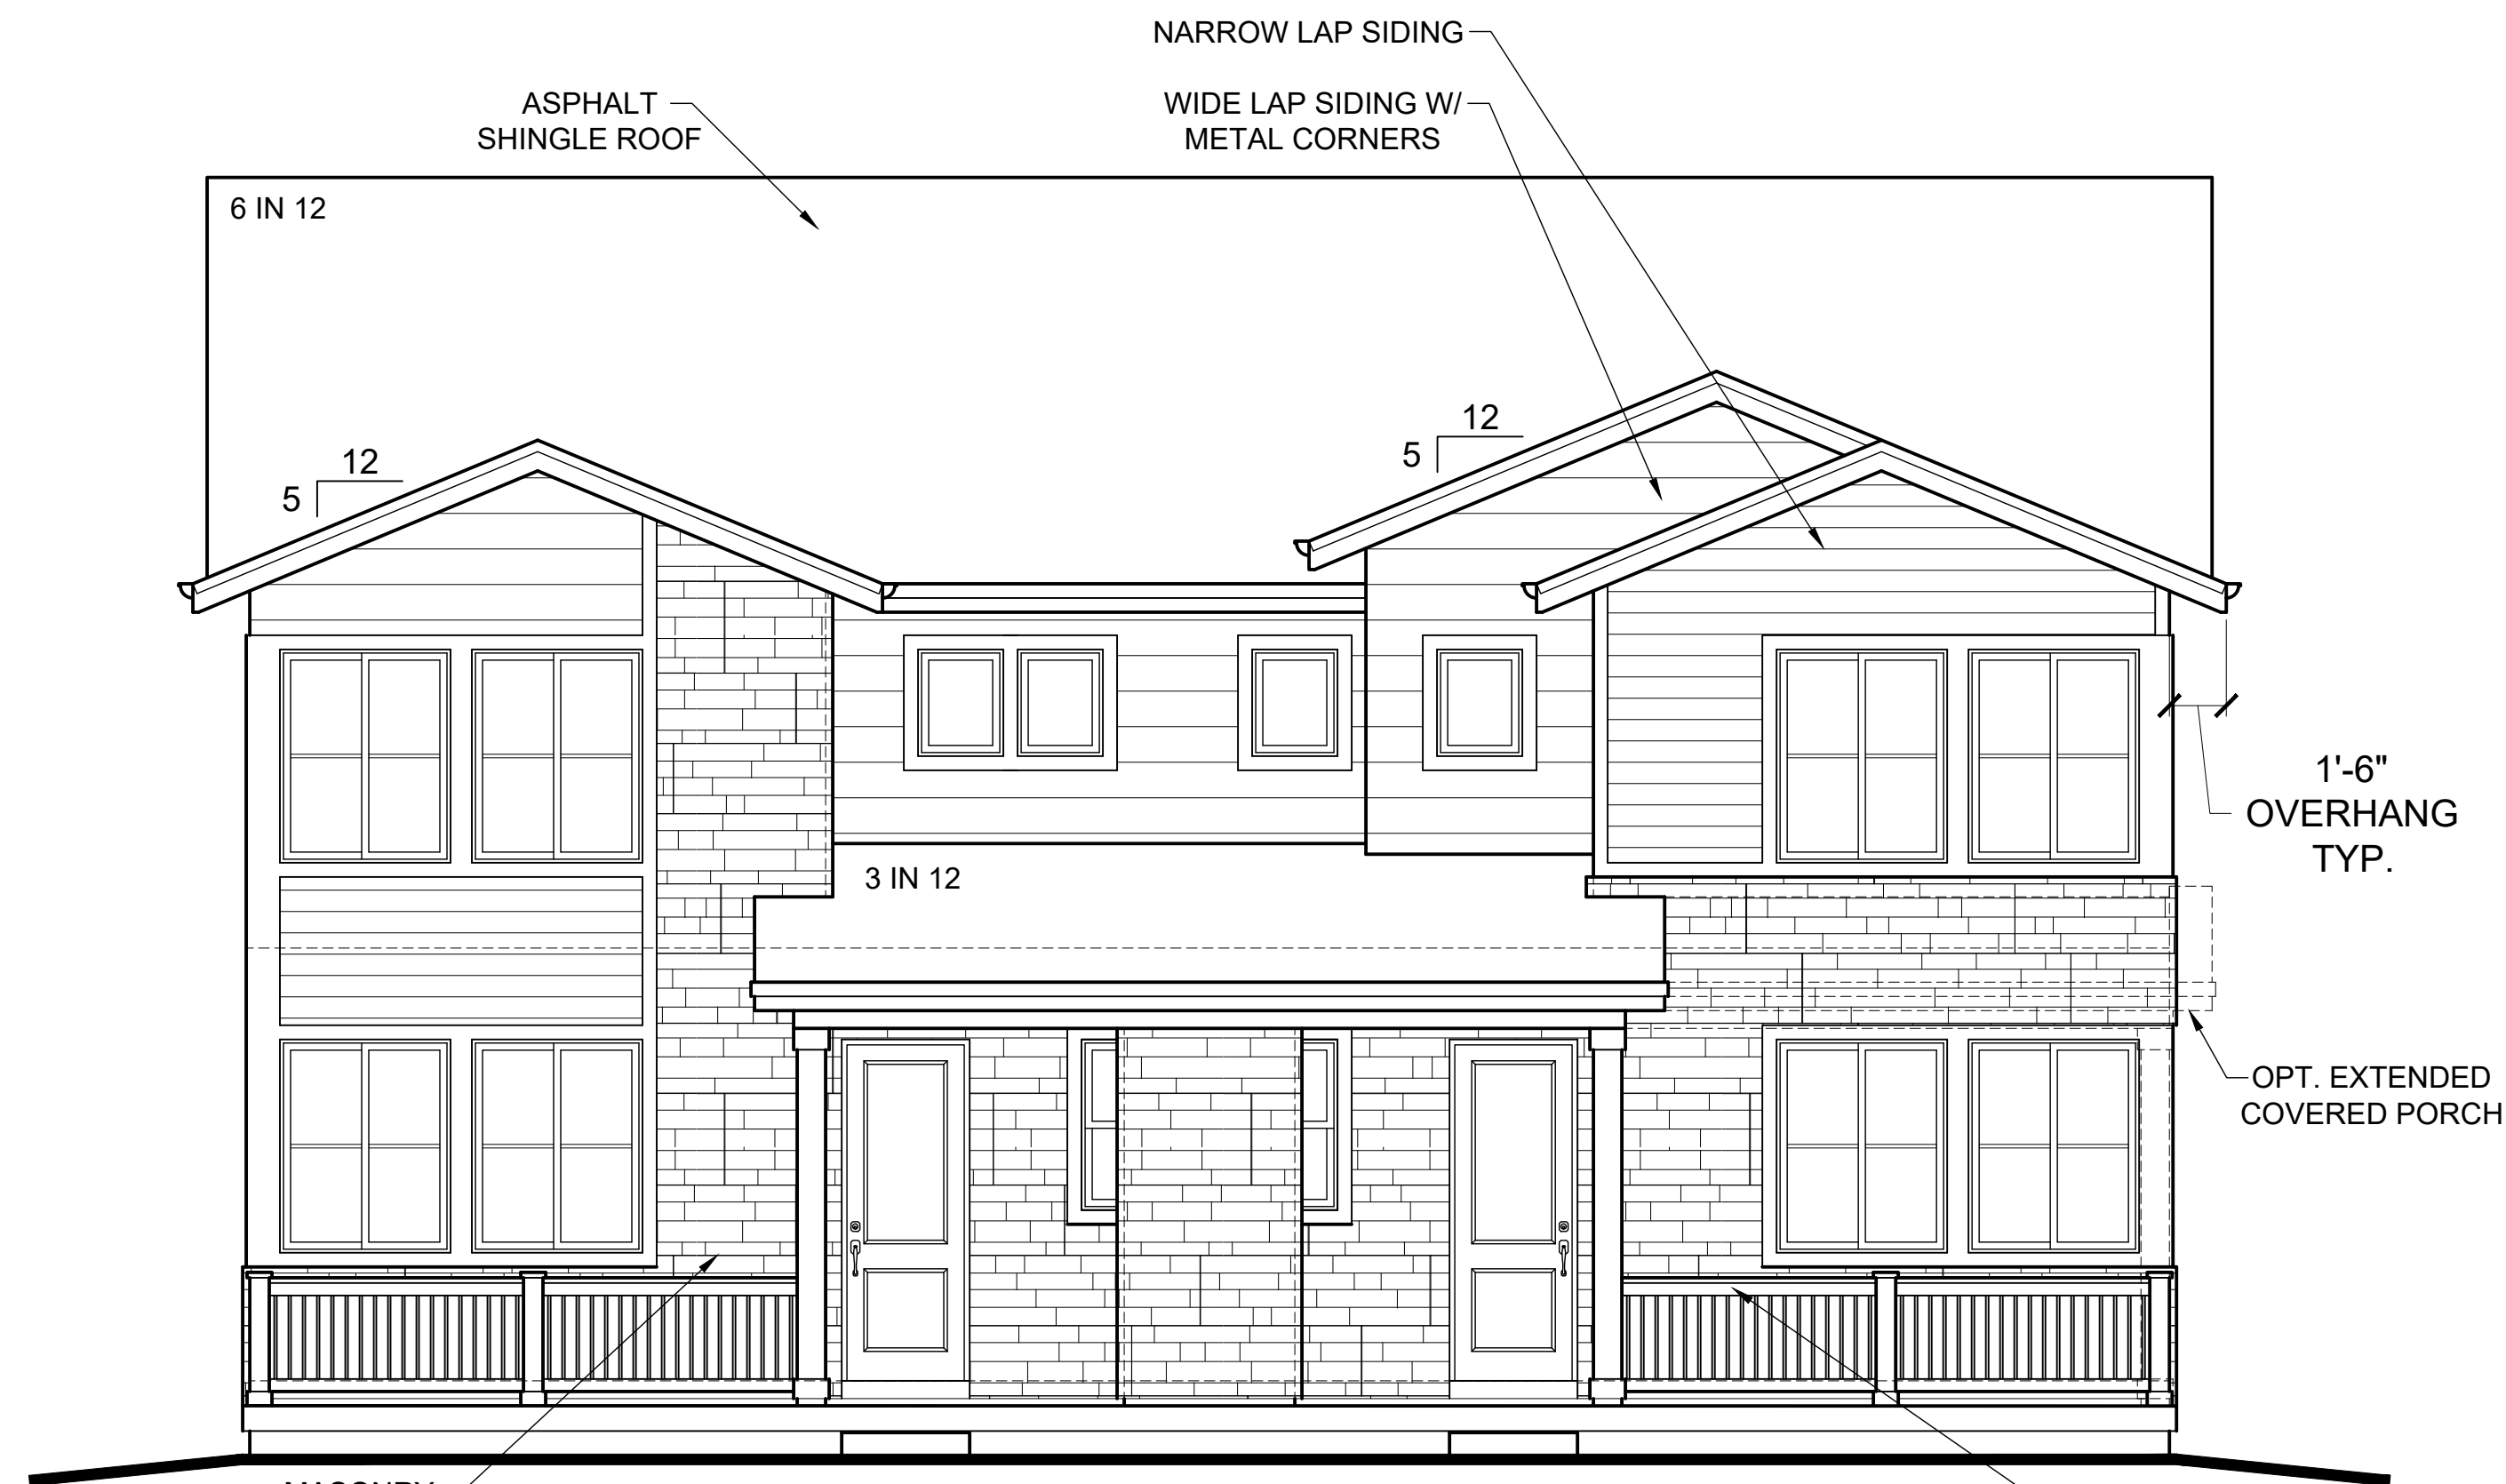 NARROW LAP SIDING
ASPHALT
SHINGLE ROOF
WIDE LAP SIDING W/
METAL CORNERS
6 IN 12
12
5
12
5
1'-6"
OVERHANG
TYP.
3 IN 12
OPT. EXTENDED
COVERED PORCH
MASONRY